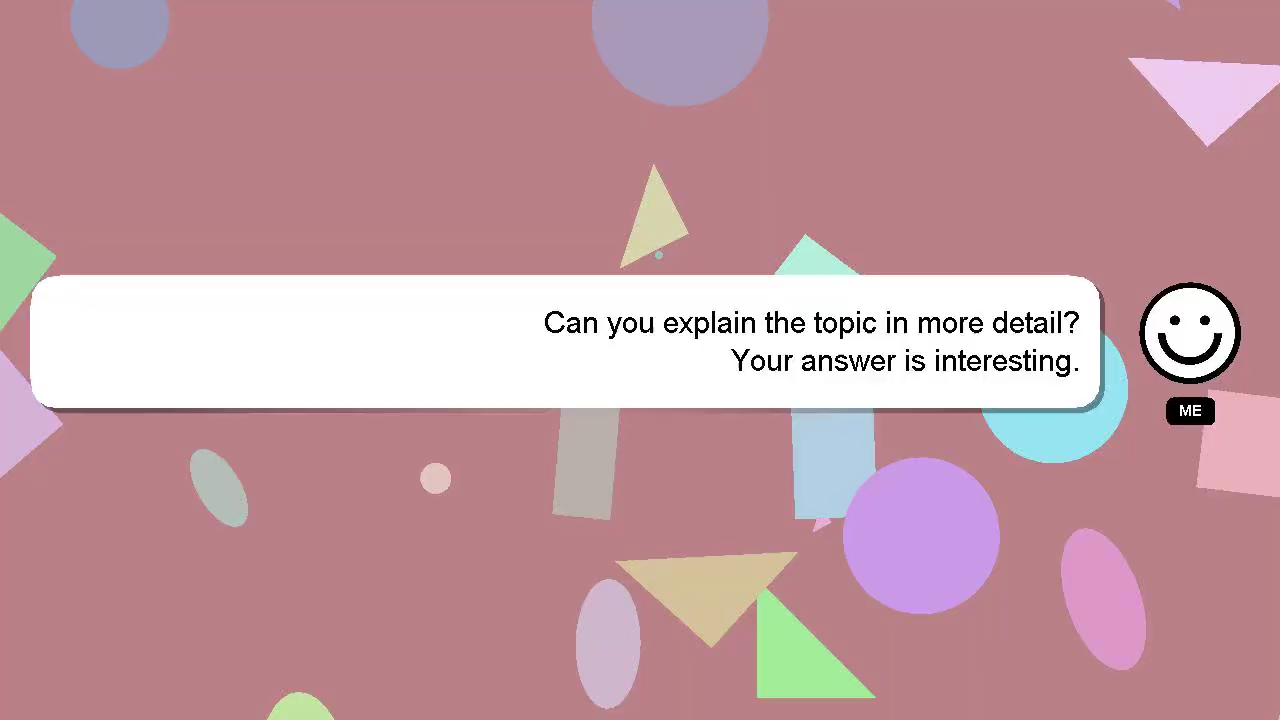 Can you explain the topic in more detail?
Your answer is interesting.
ME